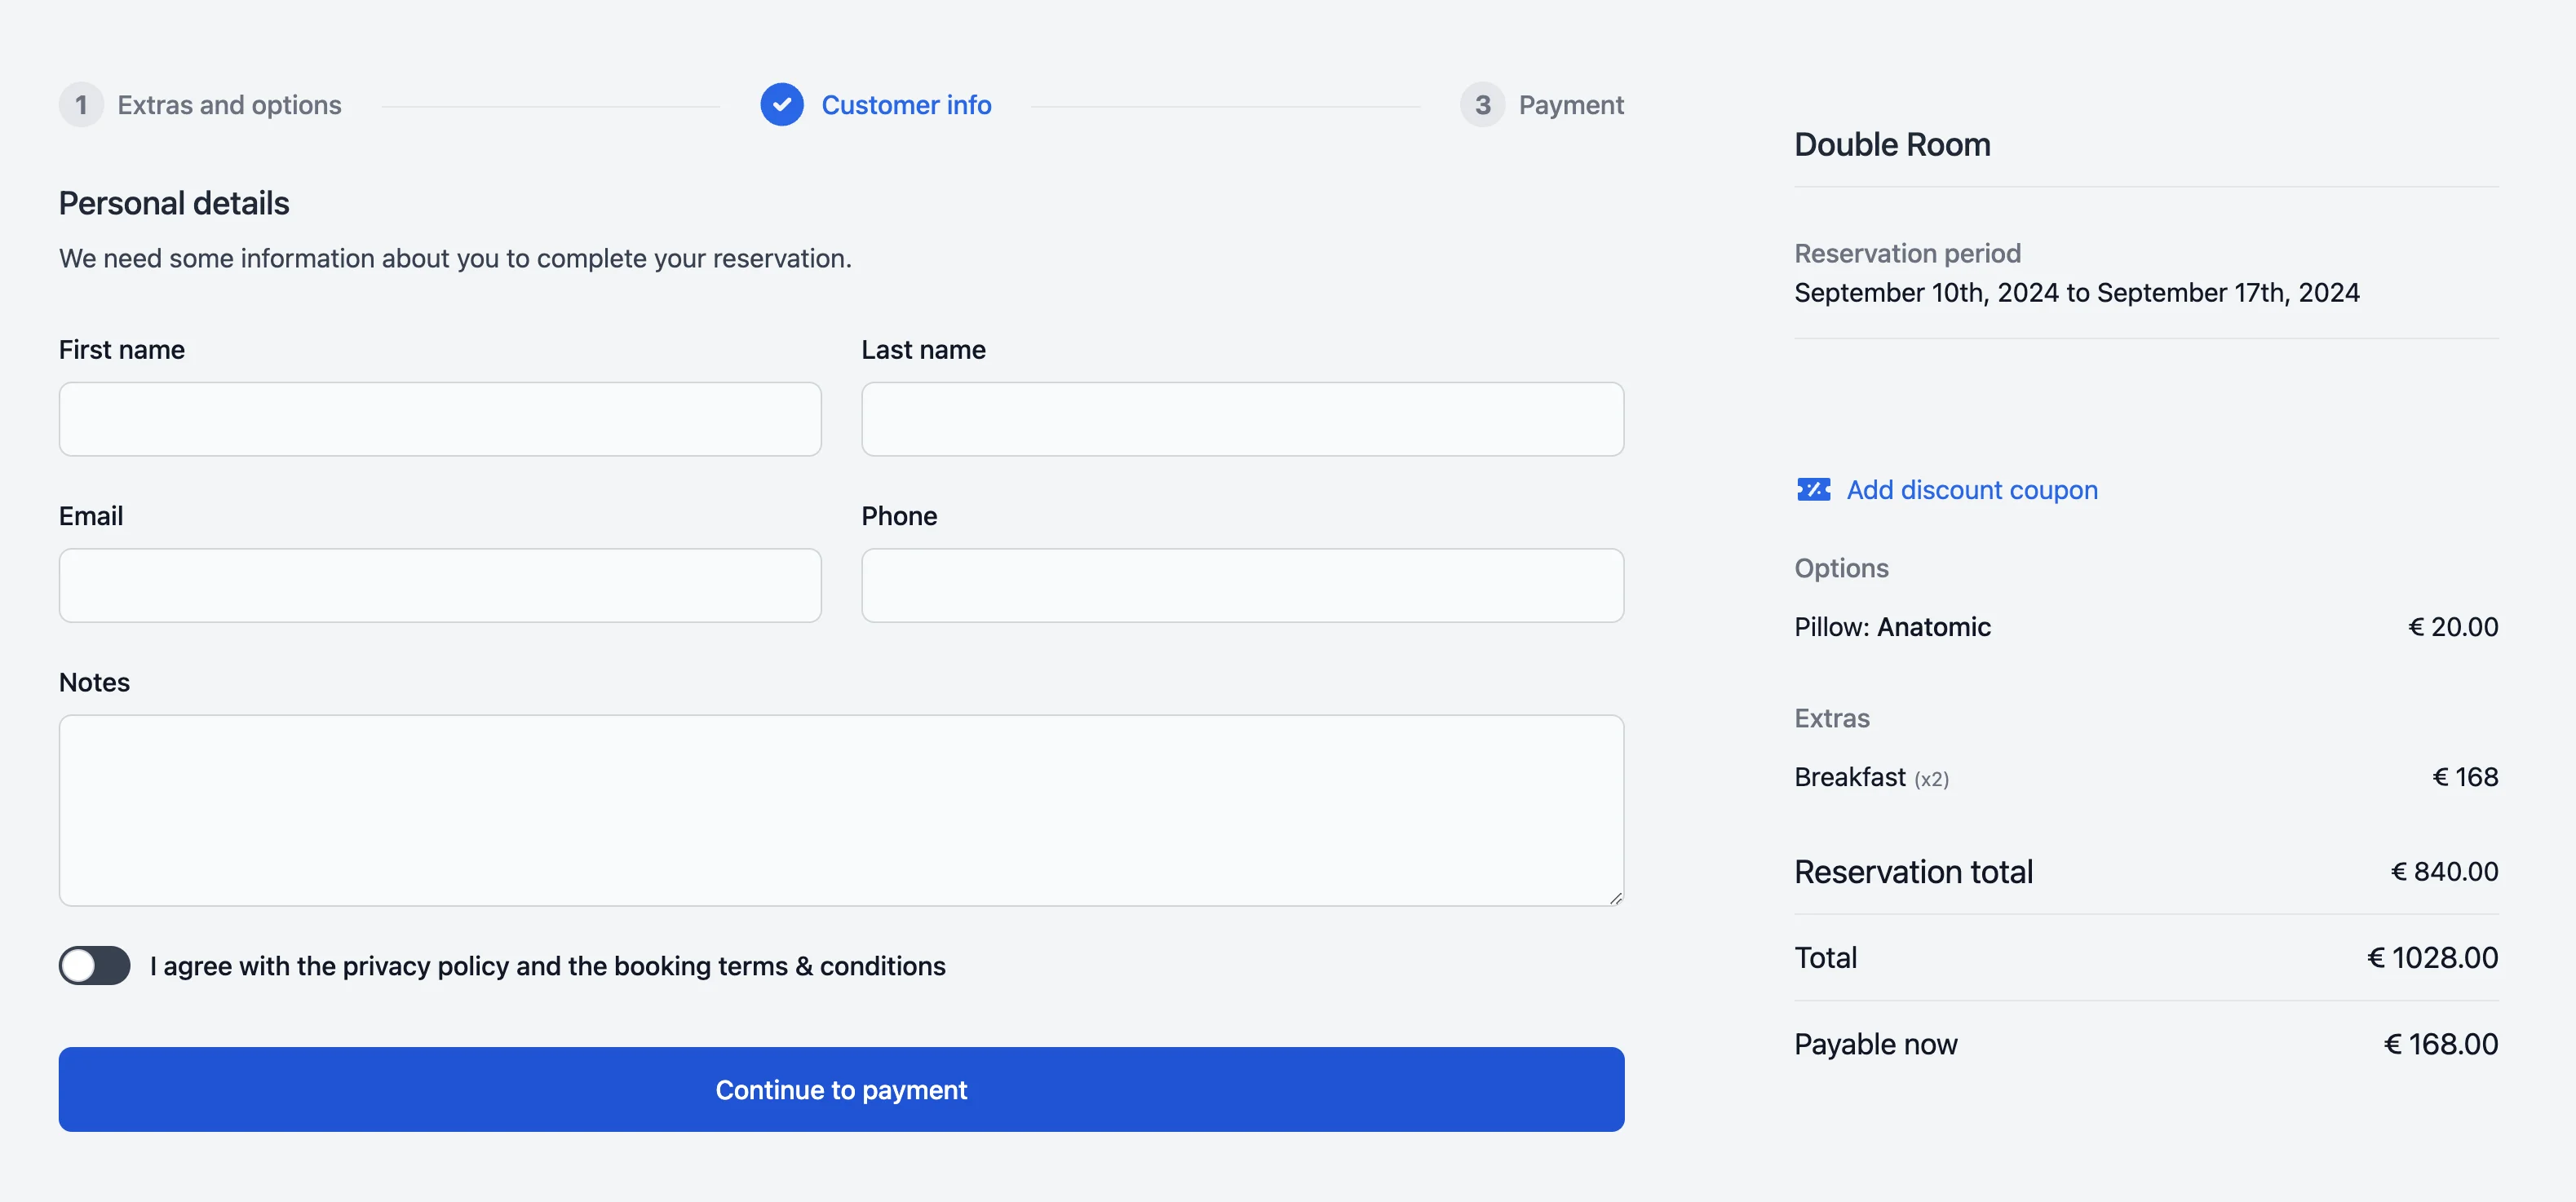 1 Extras and options
Customer info
3 Payment
Personal details
We need some information about you to complete your reservation.
First name
Last name
Email
Phone
Notes
I agree with the privacy policy and the booking terms & conditions
Continue to payment
Double Room
Reservation period
September 10th, 2024 to September 17th, 2024
Add discount coupon
Options
Pillow: Anatomic € 20.00
Extras
Breakfast (x2) € 168
Reservation total € 840.00
Total € 1028.00
Payable now € 168.00